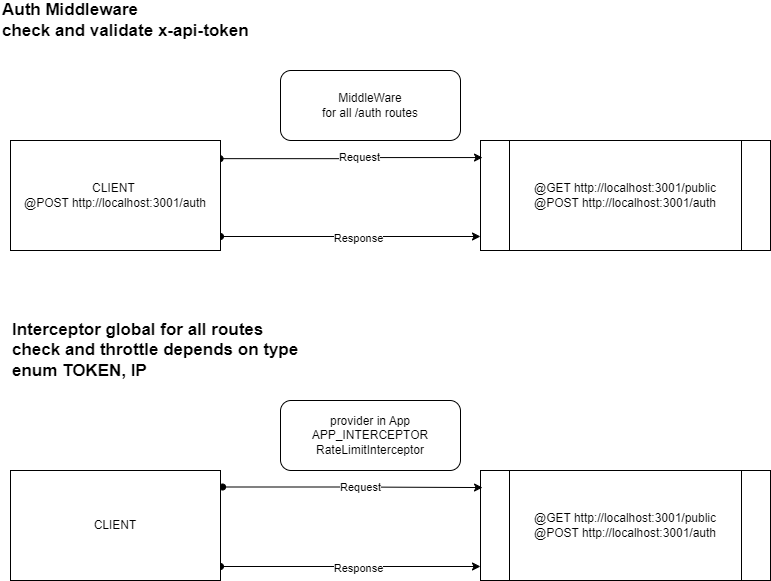 Auth Middleware
check and validate x-api-token
MiddleWare
for all /auth routes
Request
CLIENT
@POST http://localhost:3001/auth
@GET http://localhost:3001/public
@POST http://localhost:3001/auth
Response
Interceptor global for all routes
check and throttle depends on type
enum TOKEN, IP
provider in App
APP_INTERCEPTOR
RateLimitInterceptor
Request
CLIENT
@GET http://localhost:3001/public
@POST http://localhost:3001/auth
Response